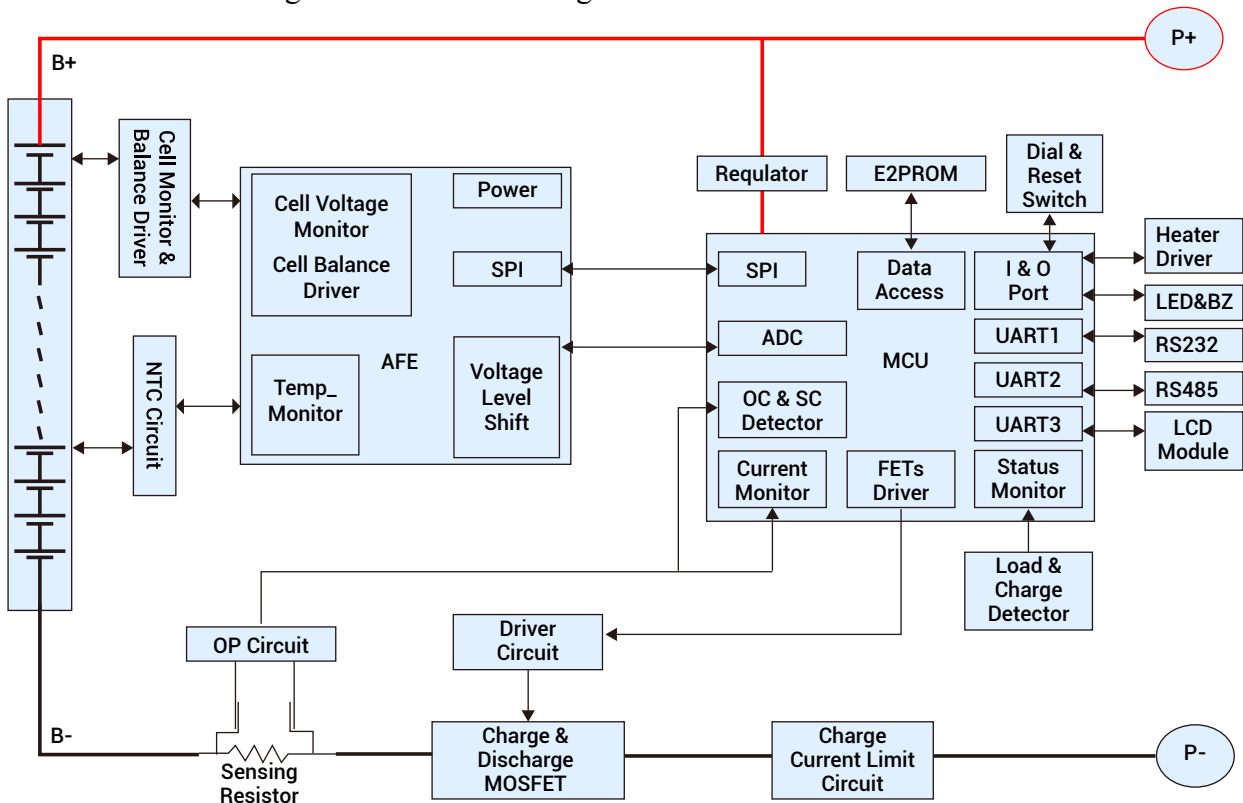 P+
B+
Cell Monitor &
Balance Driver
Cell Voltage
Monitor
Cell Balance
Driver
Power
SPI
AFE
Temp_
Monitor
Voltage
Level
Shift
NTC Circuit
Requlator
E2PROM
Dial &
Reset
Switch
SPI
Data
Access
I & O
Port
Heater
Driver
LED&BZ
ADC
MCU
UART1
RS232
UART2
RS485
OC & SC
Detector
UART3
LCD
Module
Current
Monitor
FETs
Driver
Status
Monitor
Load &
Charge
Detector
OP Circuit
Driver
Circuit
B-
Sensing
Resistor
Charge &
Discharge
MOSFET
Charge
Current Limit
Circuit
P-